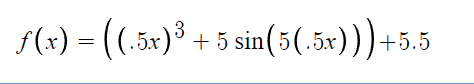 f(x) = ((.5x)³ + 5 sin(5(.5x)))+5.5